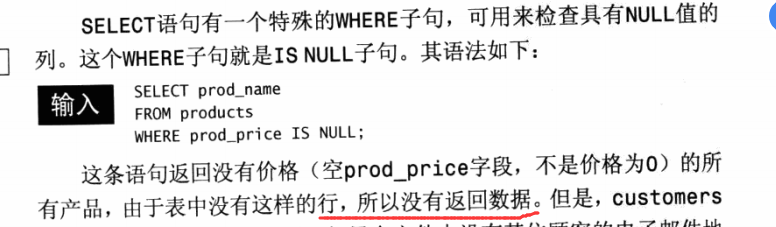 SELECT语句有一个特殊的WHERE子句，可用来检查具有NULL值的
列。这个WHERE子句就是IS NULL子句。其语法如下：
输入
SELECT prod_name
FROM products
WHERE prod_price IS NULL;
这条语句返回没有价格（空prod_price字段，不是价格为0）的所
有产品，由于表中没有这样的行，所以没有返回数据。但是，customers